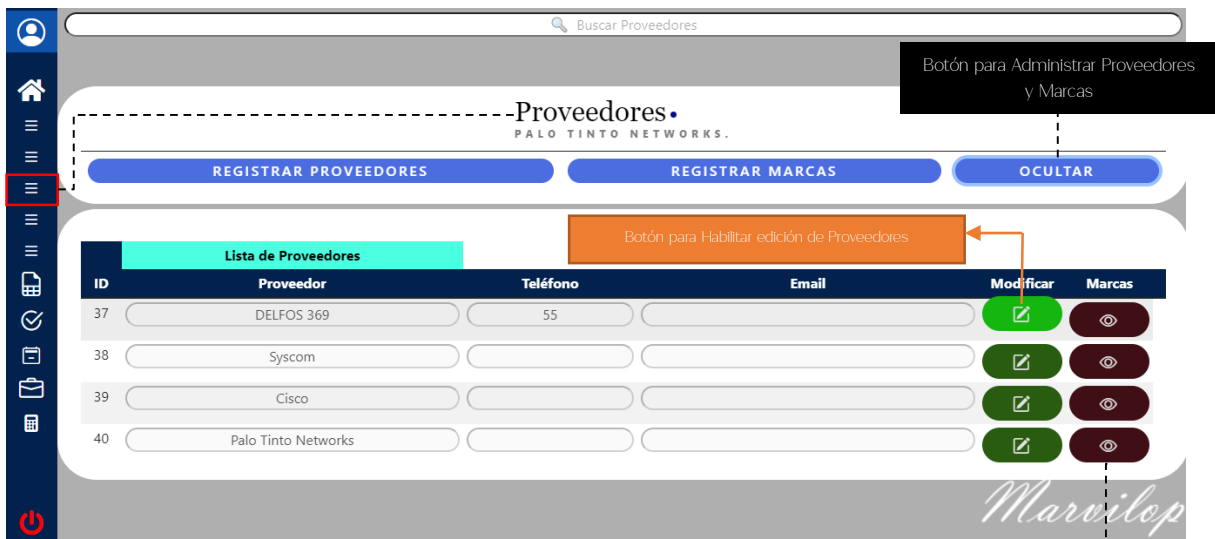 Buscar Proveedores
Botón para Administrar Proveedores
y Marcas
Proveedores
PALO TINTO NETWORKS.
REGISTRAR PROVEEDORES
REGISTRAR MARCAS
OCULTAR
Botón para Habilitar edición de Proveedores
Lista de Proveedores
ID Proveedor Teléfono Email Modificar Marcas
37 DELFOS 369 55
38 Syscom
39 Cisco
40 Palo Tinto Networks
Marvilop